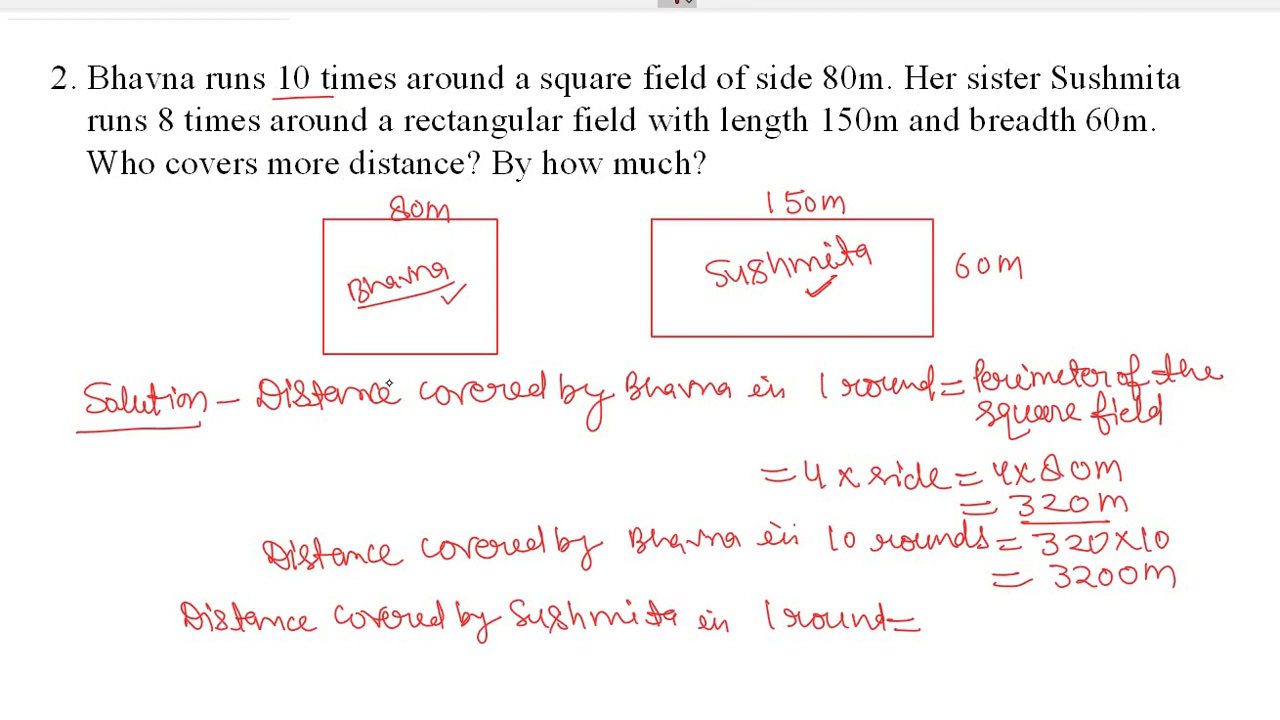 2. Bhavna runs 10 times around a square field of side 80m. Her sister Sushmita
runs 8 times around a rectangular field with length 150m and breadth 60m.
Who covers more distance? By how much?
80m
150m
Bhavna
Sushmita
60m
Solution - Distance covered by Bhavna in 1 round = Perimeter of the
square field
= 4 x side = 4x80m
= 320m
Distance covered by Bhavna in 10 rounds = 320x10
= 3200m
Distance covered by Sushmita in 1 round =